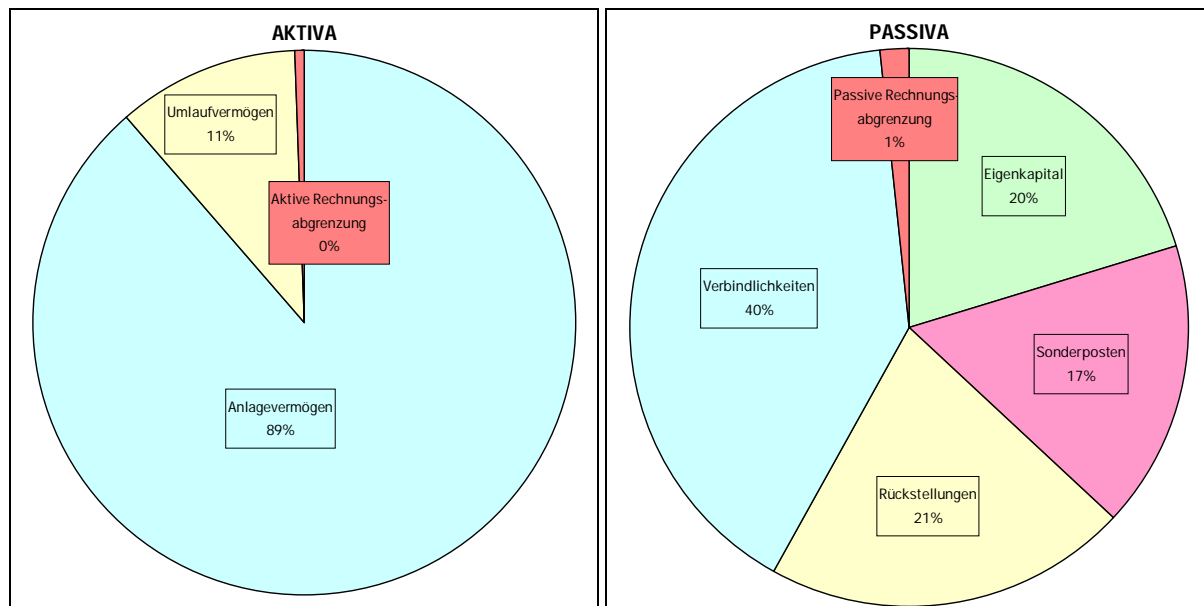 AKTIVA
Umlaufvermögen
11%
Aktive Rechnungs-
abgrenzung
0%
Anlagevermögen
89%
PASSIVA
Passive Rechnungs-
abgrenzung
1%
Eigenkapital
20%
Verbindlichkeiten
40%
Sonderposten
17%
Rückstellungen
21%